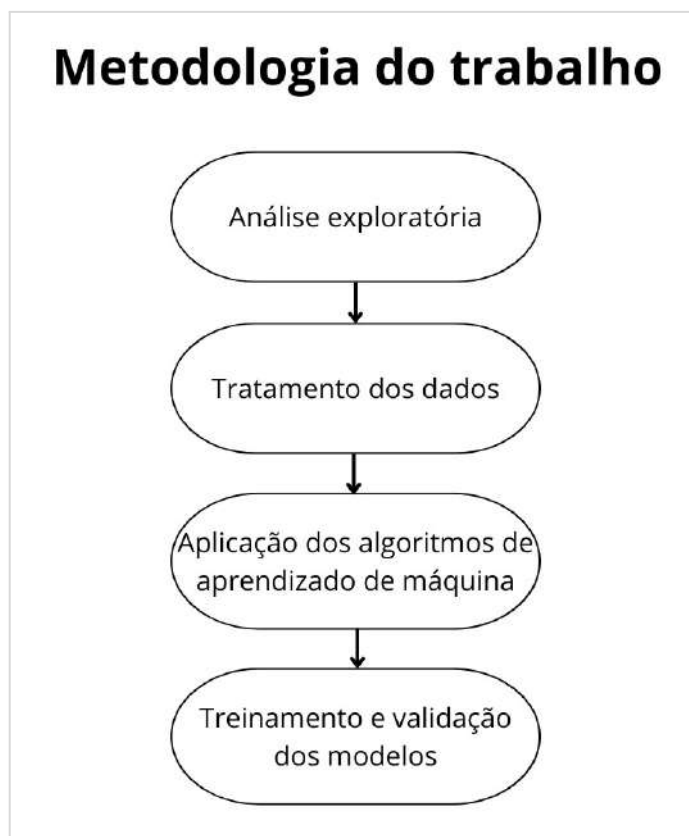 Metodologia do trabalho
Análise exploratória
Tratamento dos dados
Aplicação dos algoritmos de
aprendizado de máquina
Treinamento e validação
dos modelos